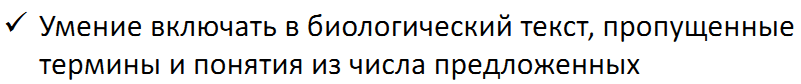 ✓ Умение включать в биологический текст, пропущенные
термины и понятия из числа предложенных